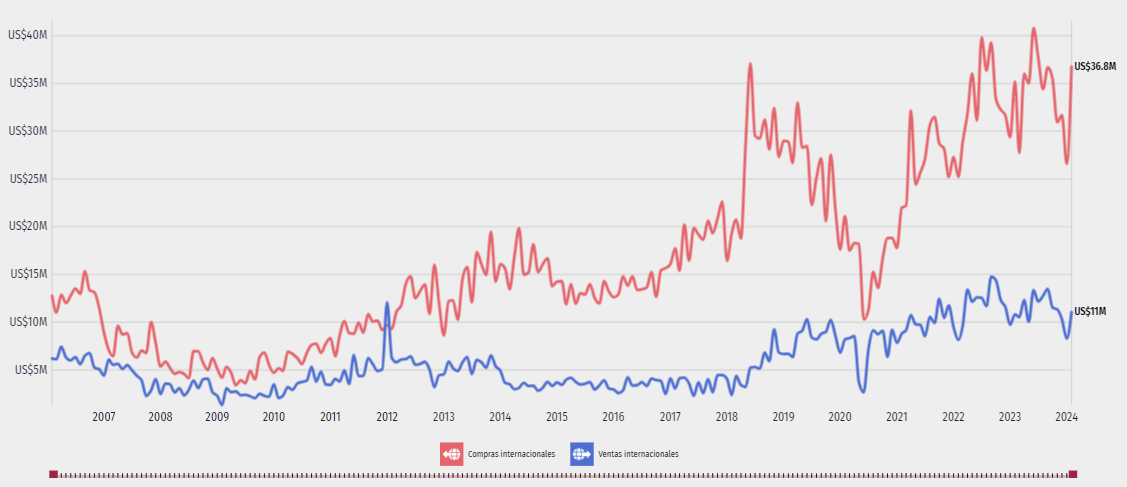 US$40M
US$35M
US$30M
US$25M
US$20M
US$15M
US$10M
US$5M
US$36.8M
US$11M
2007 2008 2009 2010 2011 2012 2013 2014 2015 2016 2017 2018 2019 2020 2021 2022 2023 2024
Compras internacionales Ventas internacionales